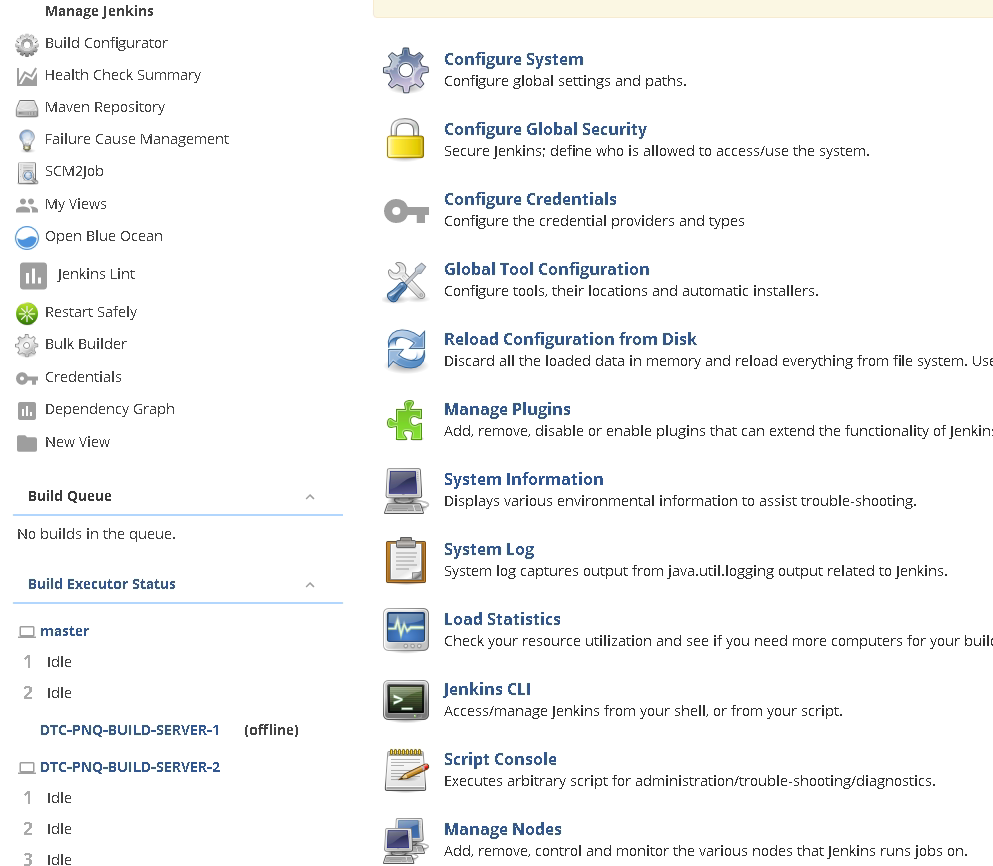 Manage Jenkins
Build Configurator
Health Check Summary
Maven Repository
Failure Cause Management
SCM2Job
My Views
Open Blue Ocean
Jenkins Lint
Restart Safely
Bulk Builder
Credentials
Dependency Graph
New View
Build Queue
No builds in the queue.
Build Executor Status
master
1 Idle
2 Idle
DTC-PNQ-BUILD-SERVER-1 (offline)
DTC-PNQ-BUILD-SERVER-2
1 Idle
2 Idle
3 Idle
Configure System
Configure global settings and paths.
Configure Global Security
Secure Jenkins; define who is allowed to access/use the system.
Configure Credentials
Configure the credential providers and types
Global Tool Configuration
Configure tools, their locations and automatic installers.
Reload Configuration from Disk
Discard all the loaded data in memory and reload everything from file system. Use
Manage Plugins
Add, remove, disable or enable plugins that can extend the functionality of Jenkins
System Information
Displays various environmental information to assist trouble-shooting.
System Log
System log captures output from java.util.logging output related to Jenkins.
Load Statistics
Check your resource utilization and see if you need more computers for your build
Jenkins CLI
Access/manage Jenkins from your shell, or from your script.
Script Console
Executes arbitrary script for administration/trouble-shooting/diagnostics.
Manage Nodes
Add, remove, control and monitor the various nodes that Jenkins runs jobs on.